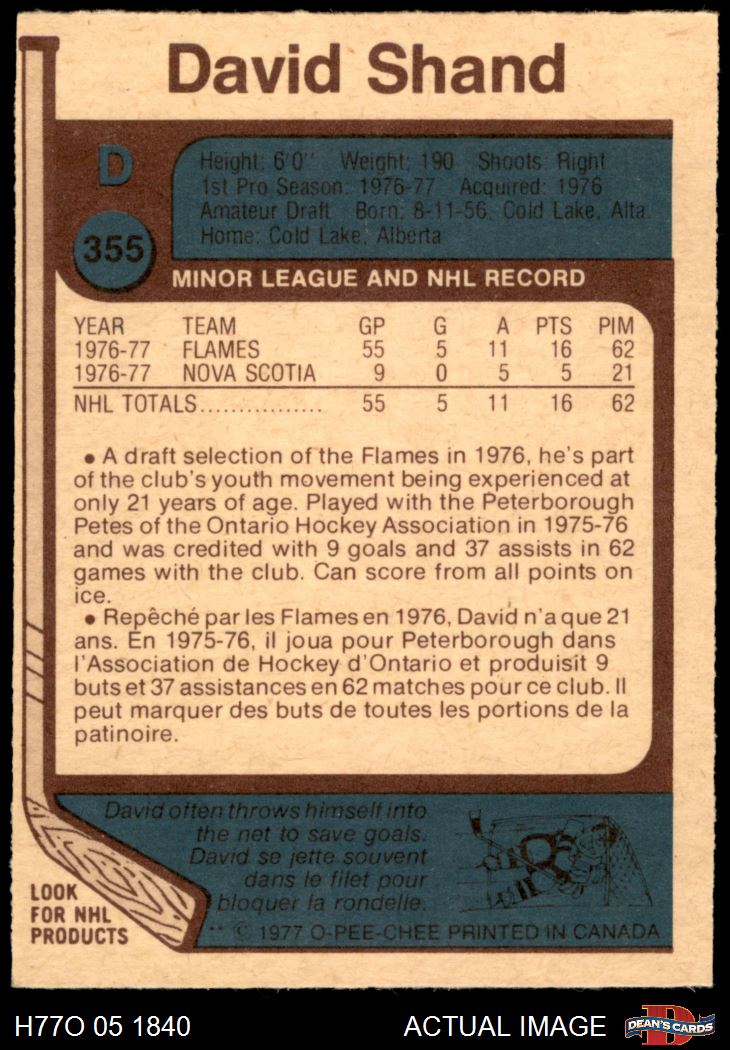 David Shand
D
355
Height: 6'0" Weight: 190 Shoots: Right
1st Pro Season: 1976-77 Acquired: 1976
Amateur Draft Born: 8-11-56, Cold Lake, Alta.
Home: Cold Lake, Alberta
MINOR LEAGUE AND NHL RECORD
YEAR TEAM GP G A PTS PIM
1976-77 FLAMES 55 5 11 16 62
1976-77 NOVA SCOTIA 9 0 5 5 21
NHL TOTALS................ 55 5 11 16 62
• A draft selection of the Flames in 1976, he's part
of the club's youth movement being experienced at
only 21 years of age. Played with the Peterborough
Petes of the Ontario Hockey Association in 1975-76
and was credited with 9 goals and 37 assists in 62
games with the club. Can score from all points on
ice.
• Repêché par les Flames en 1976, David n'a que 21
ans. En 1975-76, il joua pour Peterborough dans
l'Association de Hockey d'Ontario et produisit 9
buts et 37 assistances en 62 matches pour ce club. Il
peut marquer des buts de toutes les portions de la
patinoire.
David often throws himself into
the net to save goals.
David se jette souvent
dans le filet pour
bloquer la rondelle.
LOOK
FOR NHL
PRODUCTS
** © 1977 O-PEE-CHEE PRINTED IN CANADA
H77O 05 1840 ACTUAL IMAGE
D
DEAN'S CARDS